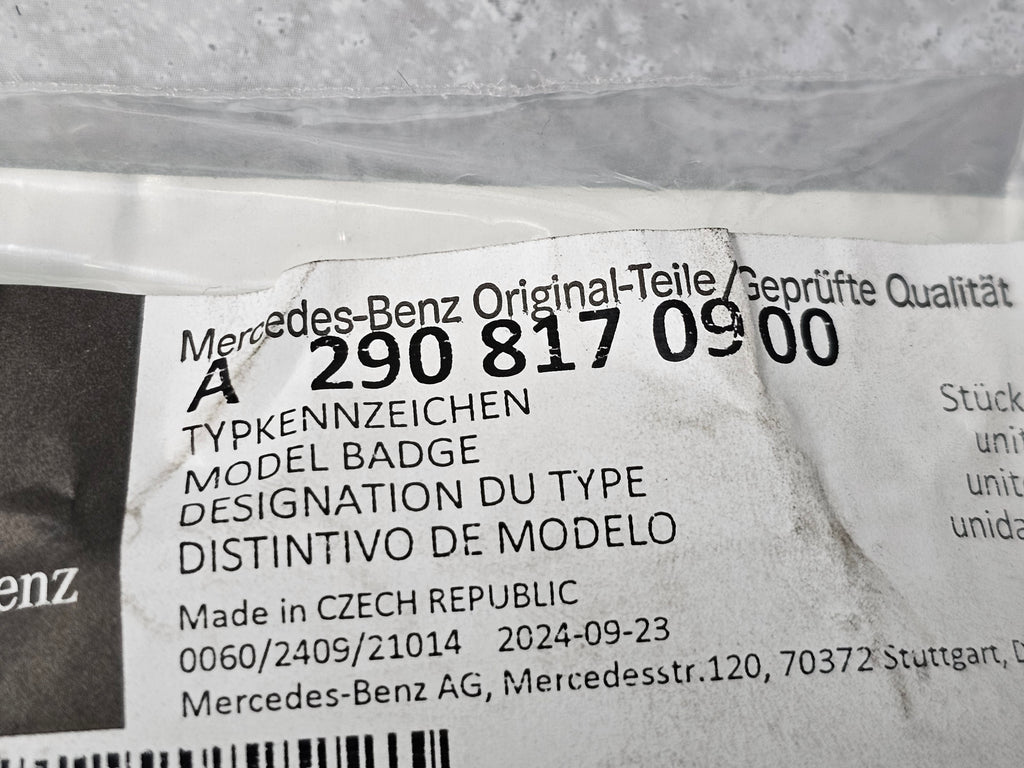 Mercedes-Benz Original-Teile/Geprüfte Qualität
A 290 817 09 00
TYPKENNZEICHEN
MODEL BADGE
DESIGNATION DU TYPE
DISTINTIVO DE MODELO
Stück
uni
unit
unida
enz
Made in CZECH REPUBLIC
0060/2409/21014 2024-09-23
Mercedes-Benz AG, Mercedesstr.120, 70372 Stuttgart, D